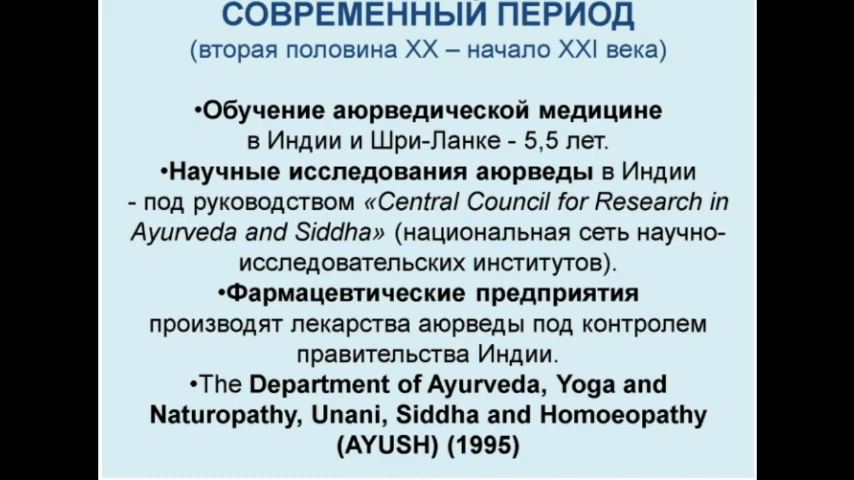 СОВРЕМЕННЫЙ ПЕРИОД
(вторая половина XX – начало XXI века)
•Обучение аюрведической медицине
в Индии и Шри-Ланке - 5,5 лет.
•Научные исследования аюрведы в Индии
- под руководством «Central Council for Research in
Ayurveda and Siddha» (национальная сеть научно-
исследовательских институтов).
•Фармацевтические предприятия
производят лекарства аюрведы под контролем
правительства Индии.
•The Department of Ayurveda, Yoga and
Naturopathy, Unani, Siddha and Homoeopathy
(AYUSH) (1995)